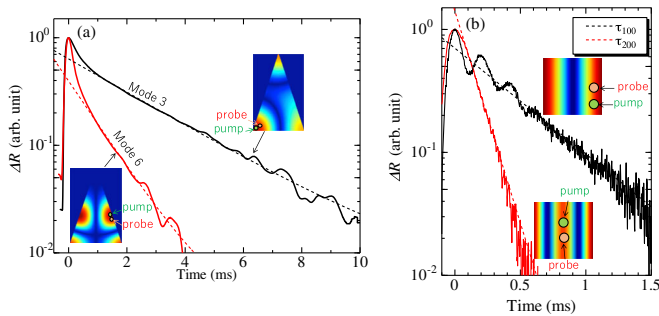 (a)
10⁰
10⁻¹
10⁻²
ΔR (arb. unit)
Mode 3
Mode 6
probe
pump
pump
probe
0 2 4 6 8 10
Time (ms)
(b)
τ₁₀₀
τ₂₀₀
10⁰
10⁻¹
10⁻²
ΔR (arb. unit)
probe
pump
pump
probe
0 0.5 1.0 1.5
Time (ms)